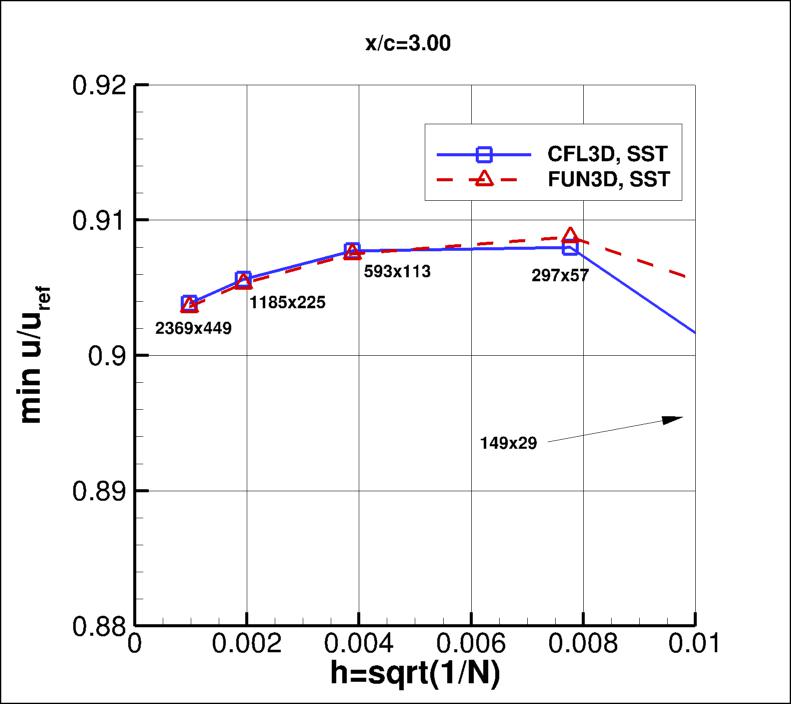 x/c=3.00
0.92
CFL3D, SST
FUN3D, SST
0.91
593x113
297x57
1185x225
2369x449
0.9
min u/uref
149x29
0.89
0.88
0 0.002 0.004 0.006 0.008 0.01
h=sqrt(1/N)